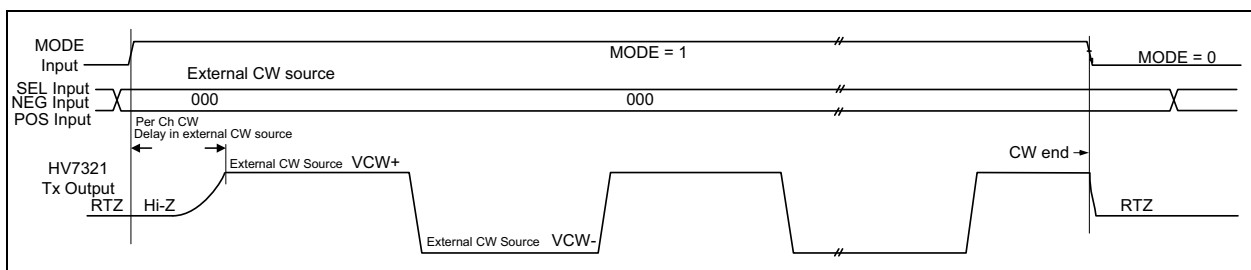 MODE
Input
MODE = 1
MODE = 0
External CW source
SEL Input
NEG Input
POS Input
000
000
Per Ch CW
Delay in external CW source
HV7321
Tx Output
External CW Source VCW+
CW end
RTZ
Hi-Z
RTZ
External CW Source VCW-